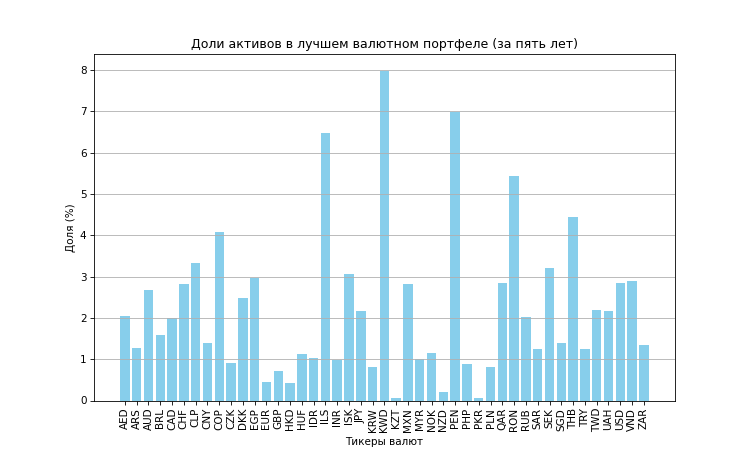 Доли активов в лучшем валютном портфеле (за пять лет)
Доля (%)
8
7
6
5
4
3
2
1
0
AED ARS AUD BRL CAD CHF CLP CNY COP CZK DKK EGP EUR GBP HKD HUF IDR ILS INR ISK JPY KRW KWD KZT MXN MYR NOK NZD PEN PHP PKR PLN QAR RON RUB SAR SEK SGD THB TRY TWD UAH USD VND ZAR
Тикеры валют